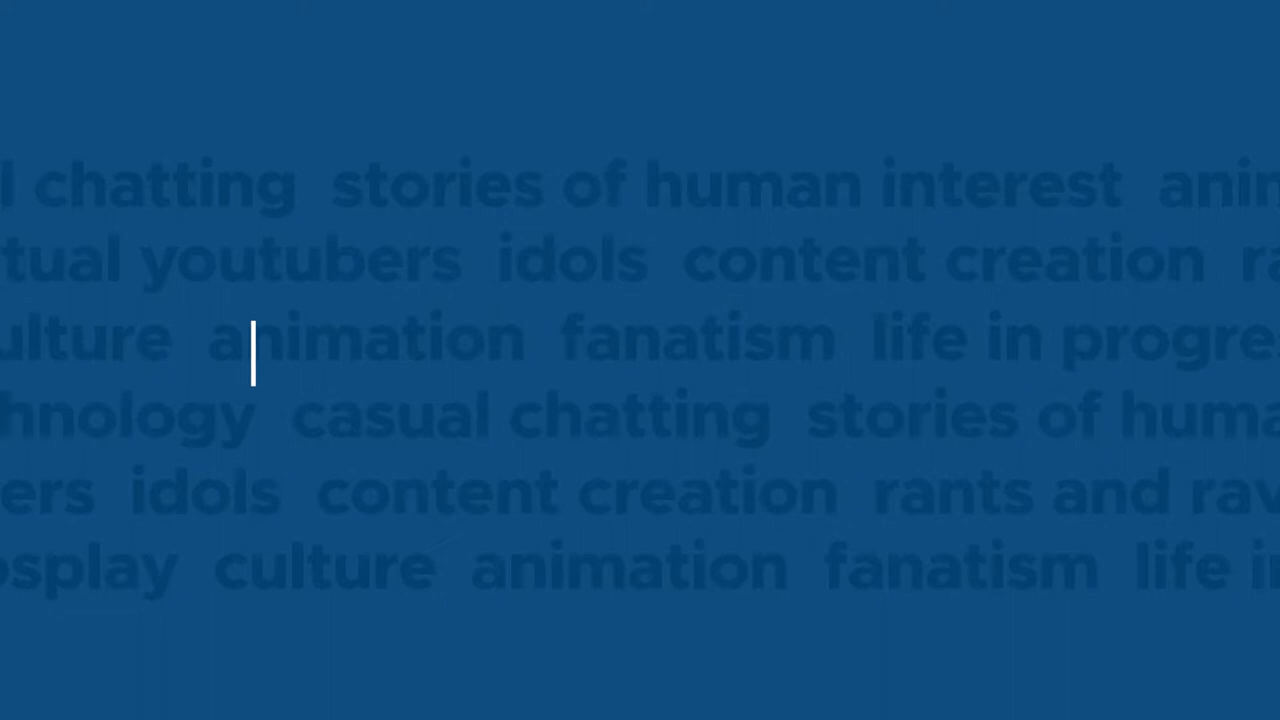 l chatting stories of human interest anim
tual youtubers idols content creation ra
ulture animation fanatism life in progre
hnology casual chatting stories of huma
ers idols content creation rants and rav
osplay culture animation fanatism life in